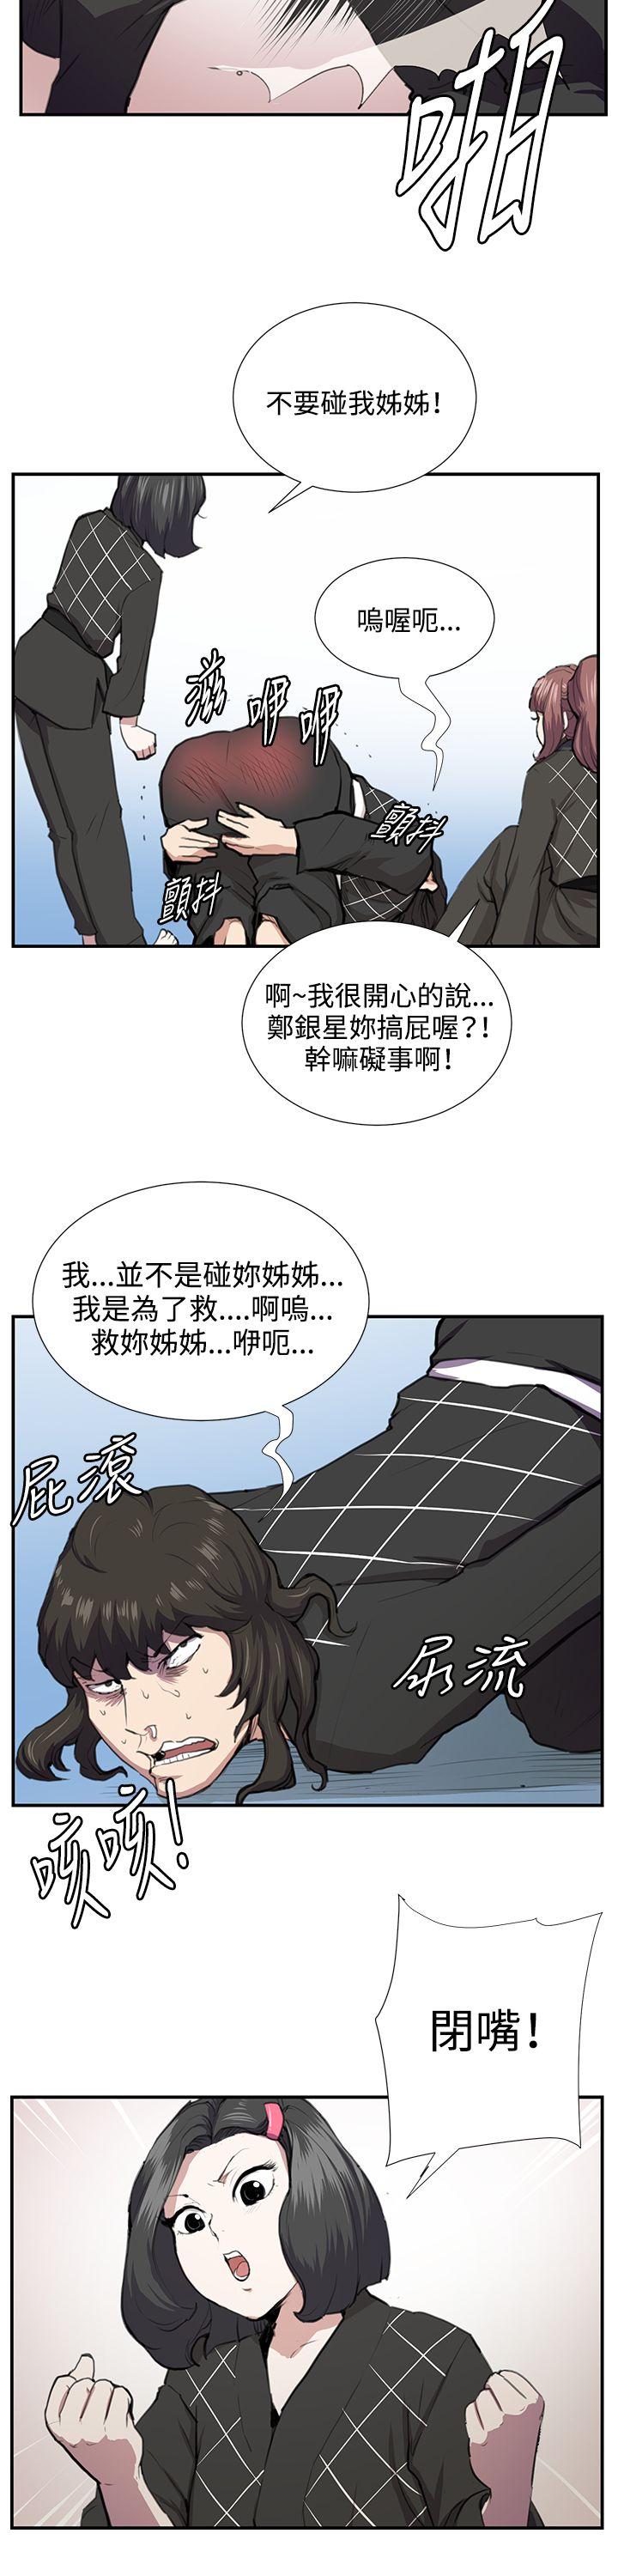 啪
不要碰我姊姊！
嗚喔呃...
滋 咿 咿
顫抖
顫抖
啊~我很開心的說...
鄭銀星妳搞屁喔？！
幹嘛礙事啊！
我...並不是碰妳姊姊...
我是為了救....啊嗚...
救妳姊姊...咿呃...
屁滾
尿流
咳咳！
閉嘴！